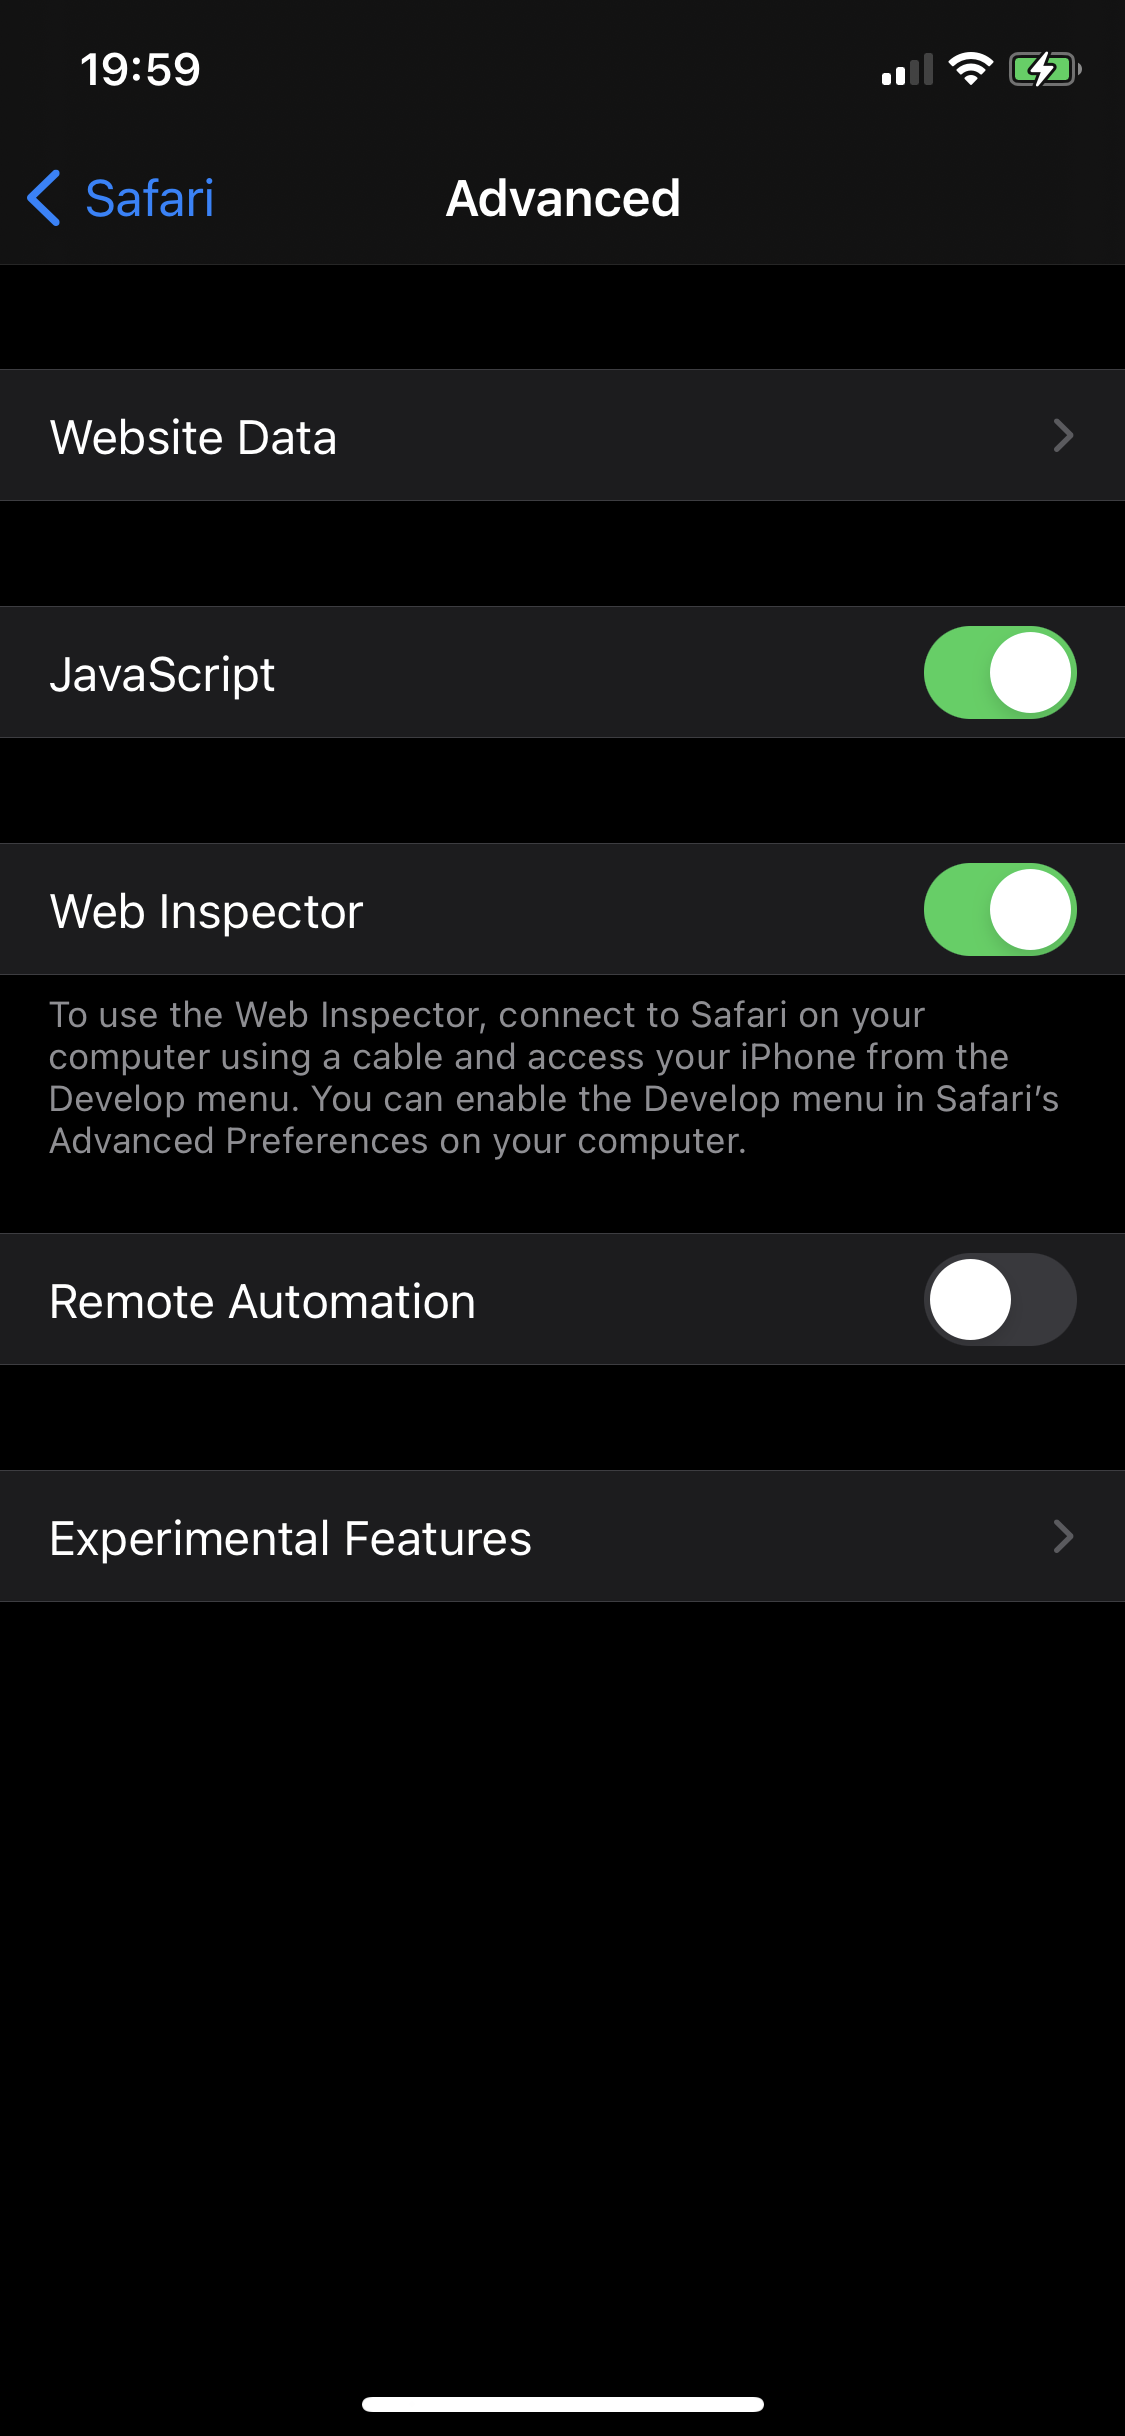 19:59
Safari
Advanced
Website Data
JavaScript
Web Inspector
To use the Web Inspector, connect to Safari on your
computer using a cable and access your iPhone from the
Develop menu. You can enable the Develop menu in Safari’s
Advanced Preferences on your computer.
Remote Automation
Experimental Features